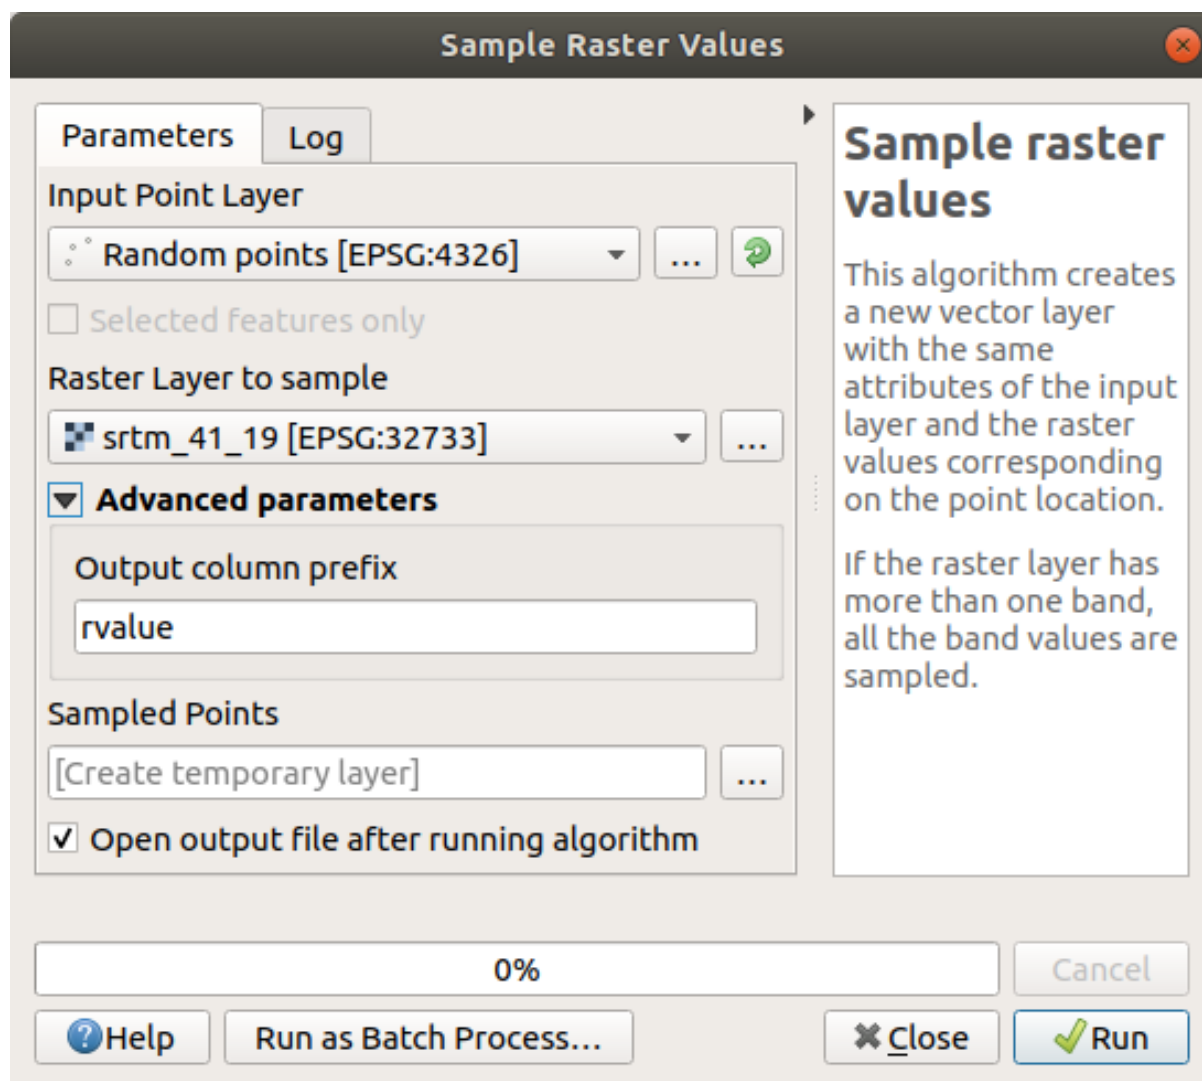 Sample Raster Values
Parameters
Log
Input Point Layer
Random points [EPSG:4326]
...
Selected features only
Raster Layer to sample
srtm_41_19 [EPSG:32733]
...
Advanced parameters
Output column prefix
rvalue
Sampled Points
[Create temporary layer]
...
Open output file after running algorithm
Sample raster
values
This algorithm creates
a new vector layer
with the same
attributes of the input
layer and the raster
values corresponding
on the point location.
If the raster layer has
more than one band,
all the band values are
sampled.
0%
Cancel
Help
Run as Batch Process...
Close
Run